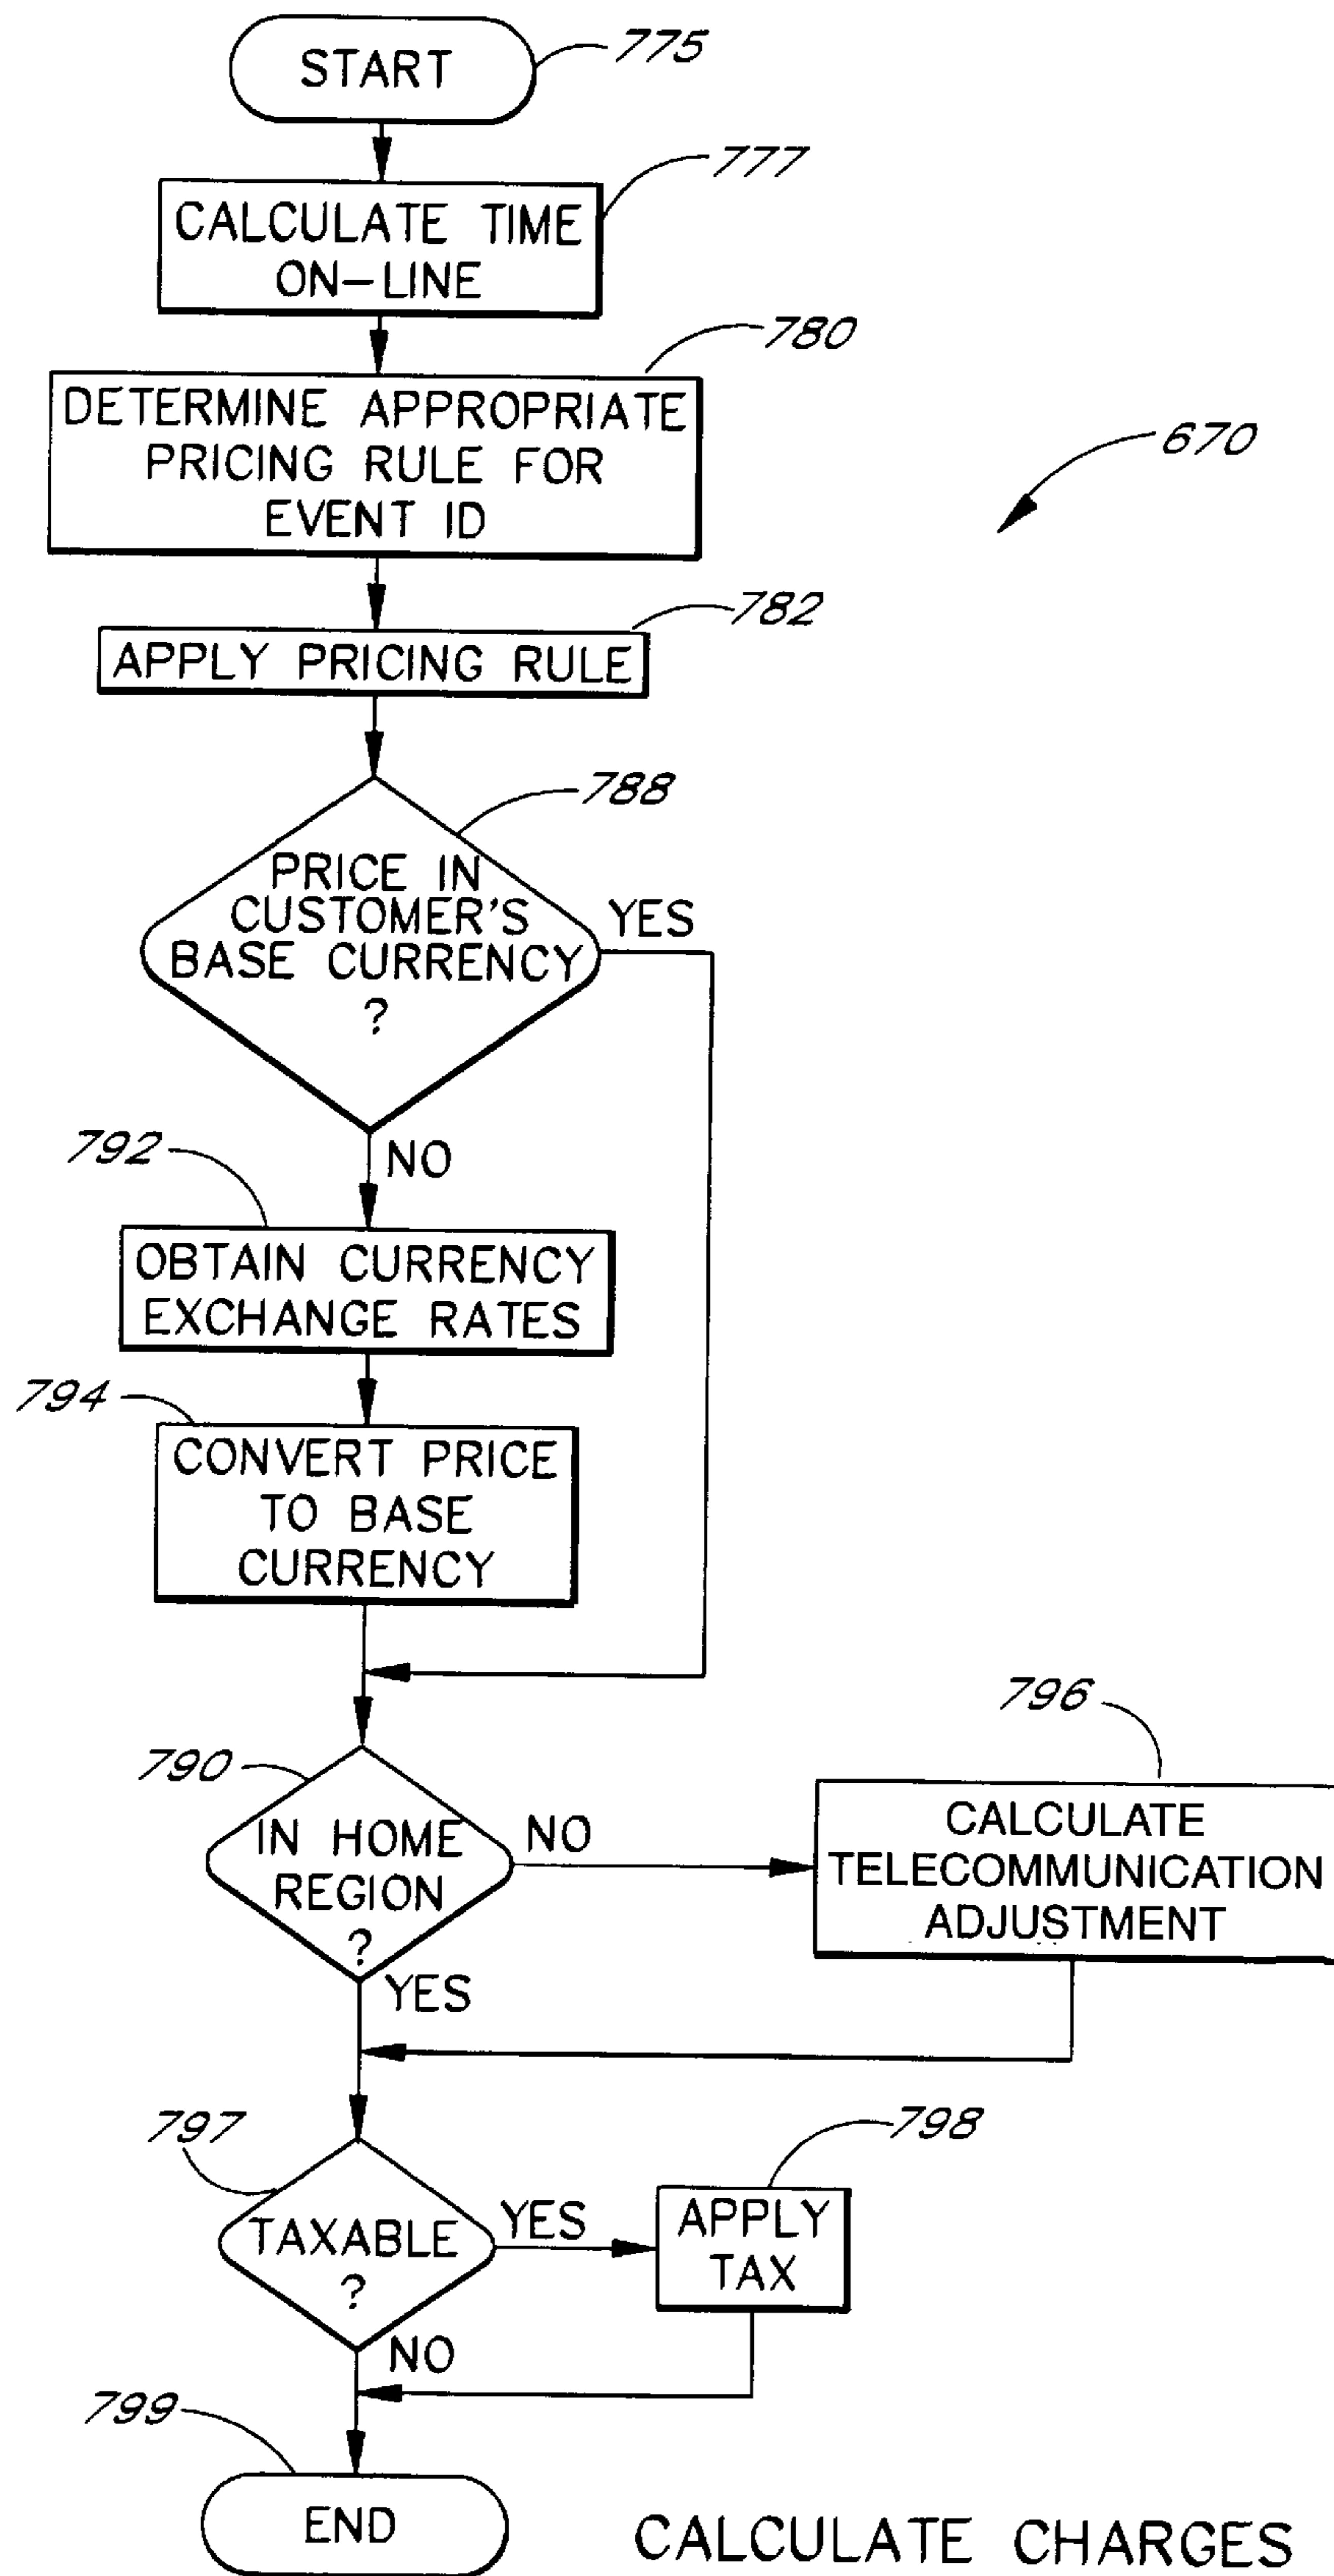 START
775
777
CALCULATE TIME
ON-LINE
780
DETERMINE APPROPRIATE
PRICING RULE FOR
EVENT ID
670
782
APPLY PRICING RULE
788
PRICE IN
CUSTOMER'S
BASE CURRENCY
?
YES
NO
792
OBTAIN CURRENCY
EXCHANGE RATES
794
CONVERT PRICE
TO BASE
CURRENCY
790
IN HOME
REGION
?
NO
YES
796
CALCULATE
TELECOMMUNICATION
ADJUSTMENT
797
TAXABLE
?
YES
NO
798
APPLY
TAX
799
END
CALCULATE CHARGES